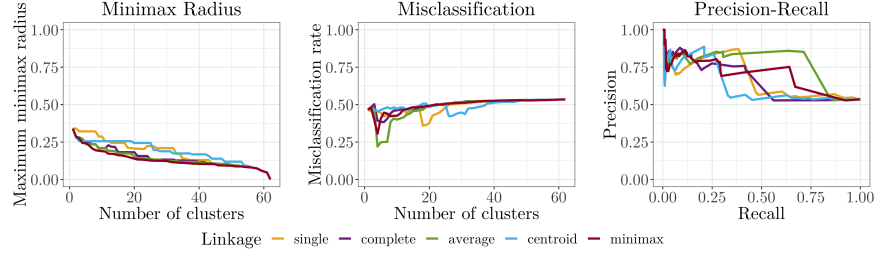 Minimax Radius
Maximum minimax radius
1.00
0.75
0.50
0.25
0.00
0
20
40
60
Number of clusters
Misclassification
Misclassification rate
1.00
0.75
0.50
0.25
0.00
0
20
40
60
Number of clusters
Precision-Recall
Precision
1.00
0.75
0.50
0.25
0.00
0.00
0.25
0.50
0.75
1.00
Recall
Linkage single complete average centroid minimax